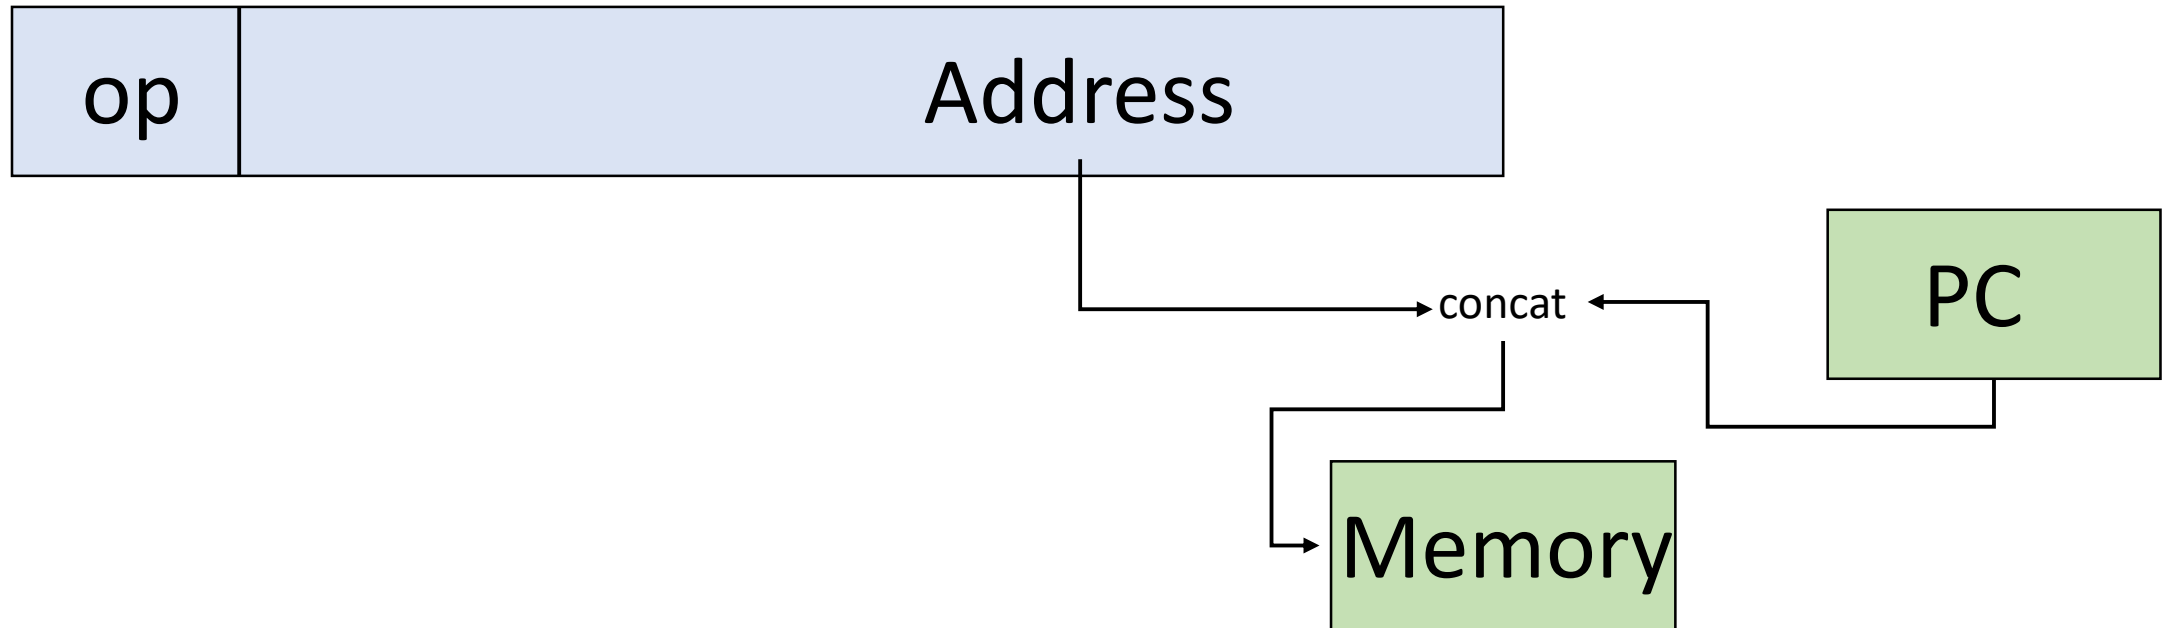 op
Address
concat
PC
Memory